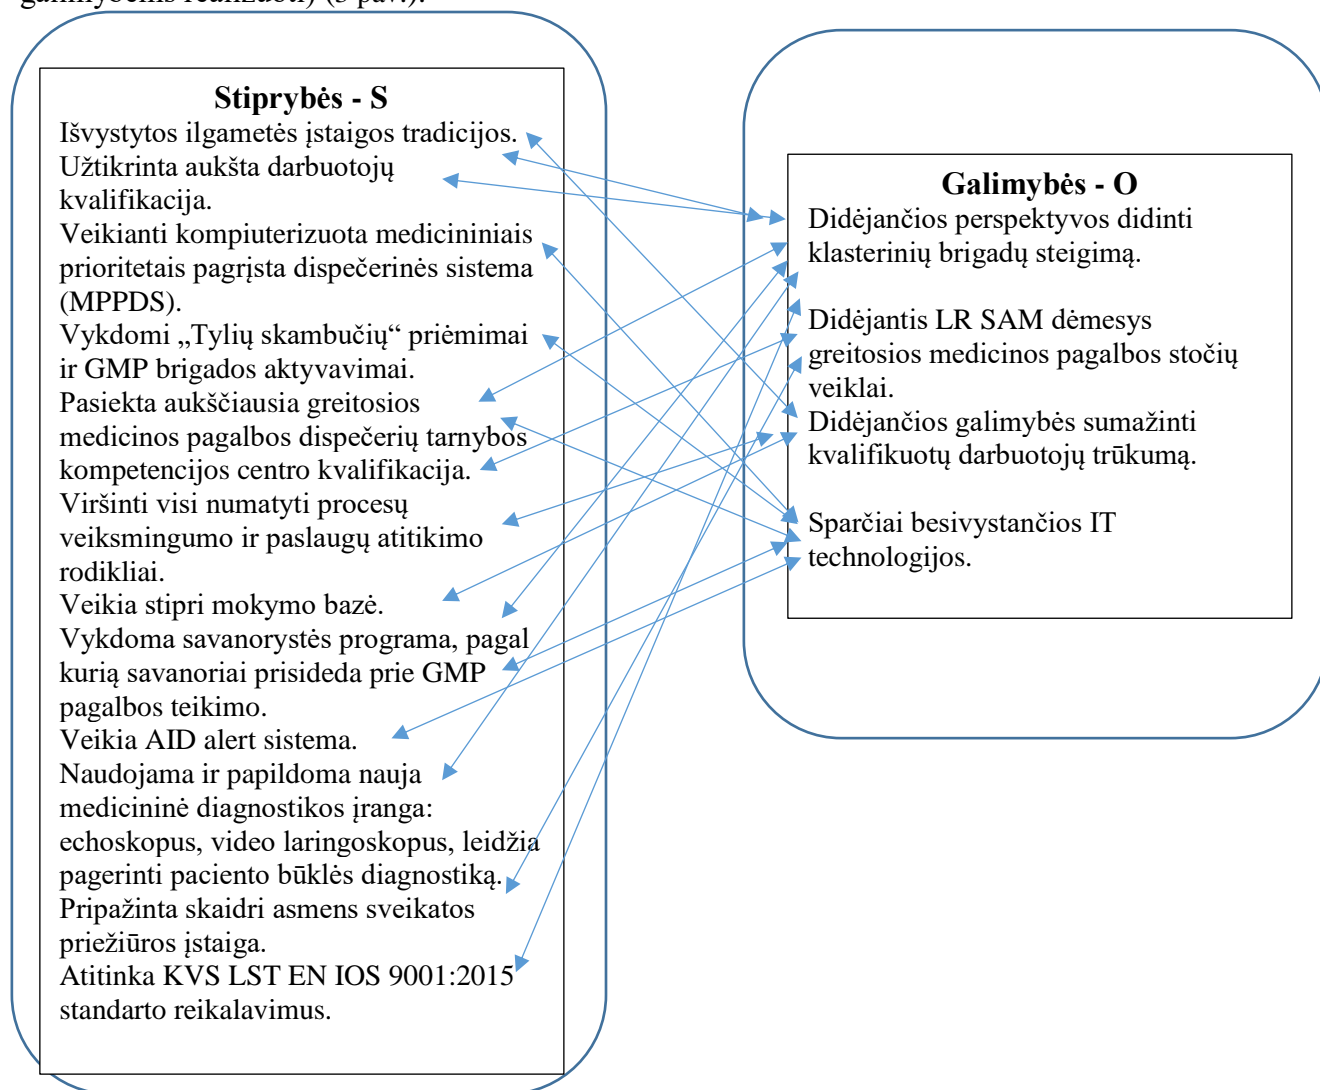 galimybėmis realizuoti) (3 pav.).
Stiprybės - S
Išvystytos ilgametės įstaigos tradicijos.
Užtikrinta aukšta darbuotojų
kvalifikacija.
Veikianti kompiuterizuota medicininiais
prioritetais pagrįsta dispečerinės sistema
(MPPDS).
Vykdomi „Tylių skambučių“ priėmimai
ir GMP brigados aktyvavimai.
Pasiekta aukščiausia greitosios
medicinos pagalbos dispečerių tarnybos
kompetencijos centro kvalifikacija.
Viršinti visi numatyti procesų
veiksmingumo ir paslaugų atitikimo
rodikliai.
Veikia stipri mokymo bazė.
Vykdoma savanorystės programa, pagal
kurią savanoriai prisideda prie GMP
pagalbos teikimo.
Veikia AID alert sistema.
Naudojama ir papildoma nauja
medicininė diagnostikos įranga:
echoskopus, video laringoskopus, leidžia
pagerinti paciento būklės diagnostiką.
Pripažinta skaidri asmens sveikatos
priežiūros įstaiga.
Atitinka KVS LST EN IOS 9001:2015
standarto reikalavimus.
Galimybės - O
Didėjančios perspektyvos didinti
klasterinių brigadų steigimą.
Didėjantis LR SAM dėmesys
greitosios medicinos pagalbos stočių
veiklai.
Didėjančios galimybės sumažinti
kvalifikuotų darbuotojų trūkumą.
Sparčiai besivystančios IT
technologijos.